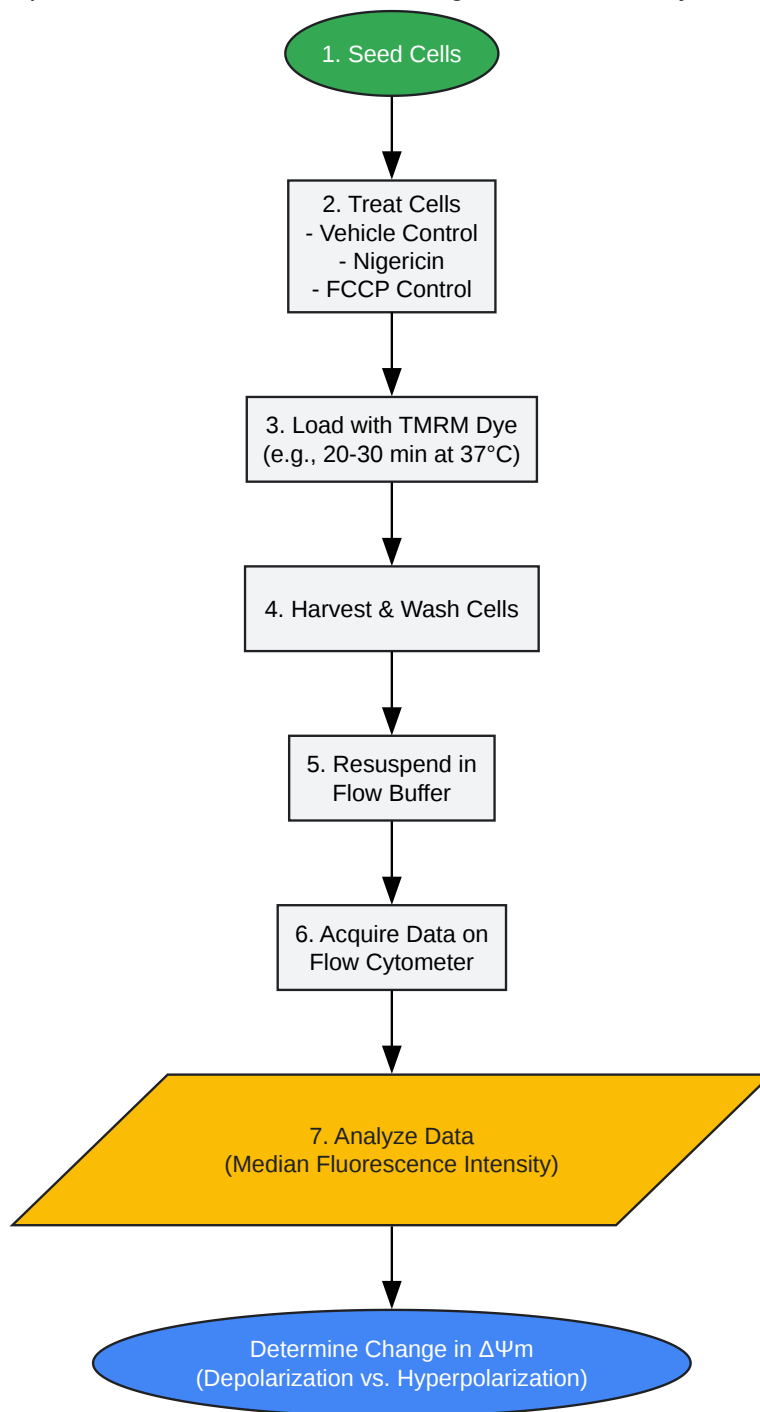 1. Seed Cells
2. Treat Cells
- Vehicle Control
- Nigericin
- FCCP Control
3. Load with TMRM Dye
(e.g., 20-30 min at 37°C)
4. Harvest & Wash Cells
5. Resuspend in
Flow Buffer
6. Acquire Data on
Flow Cytometer
7. Analyze Data
(Median Fluorescence Intensity)
Determine Change in ΔΨm
(Depolarization vs. Hyperpolarization)